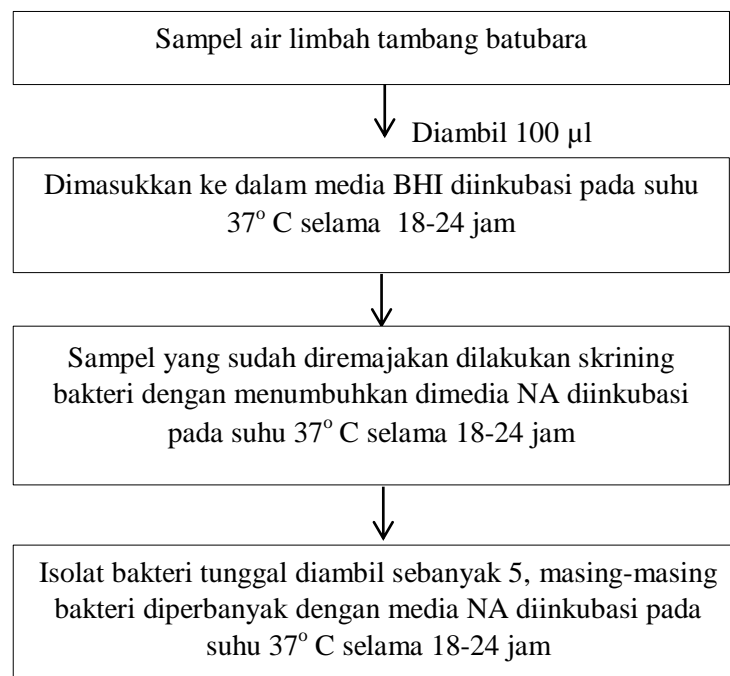 Sampel air limbah tambang batubara
Diambil 100 µl
Dimasukkan ke dalam media BHI diinkubasi pada suhu
37° C selama 18-24 jam
Sampel yang sudah diremajakan dilakukan skrining
bakteri dengan menumbuhkan dimedia NA diinkubasi
pada suhu 37° C selama 18-24 jam
Isolat bakteri tunggal diambil sebanyak 5, masing-masing
bakteri diperbanyak dengan media NA diinkubasi pada
suhu 37° C selama 18-24 jam